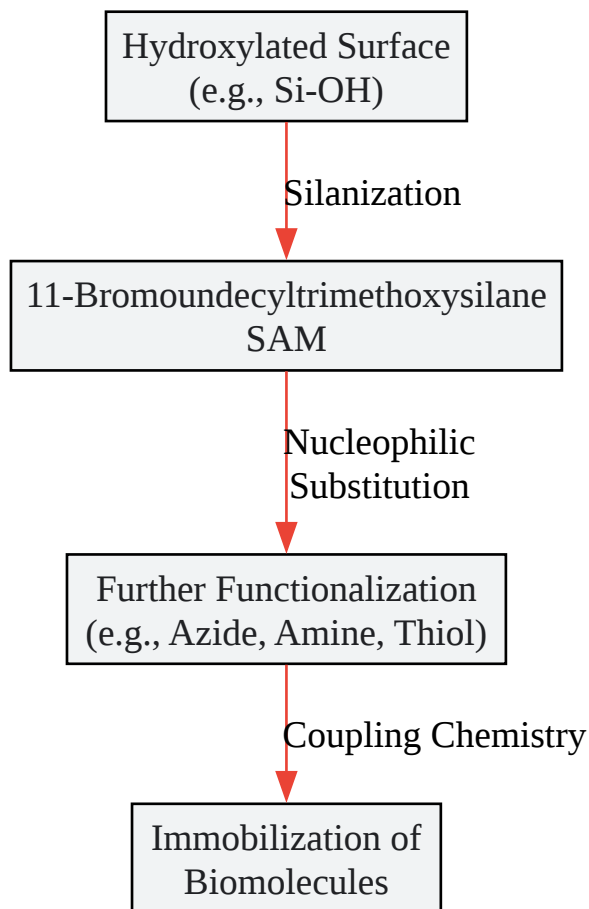 Hydroxylated Surface
(e.g., Si-OH)
Silanization
11-Bromoundecyltrimethoxysilane
SAM
Nucleophilic
Substitution
Further Functionalization
(e.g., Azide, Amine, Thiol)
Coupling Chemistry
Immobilization of
Biomolecules